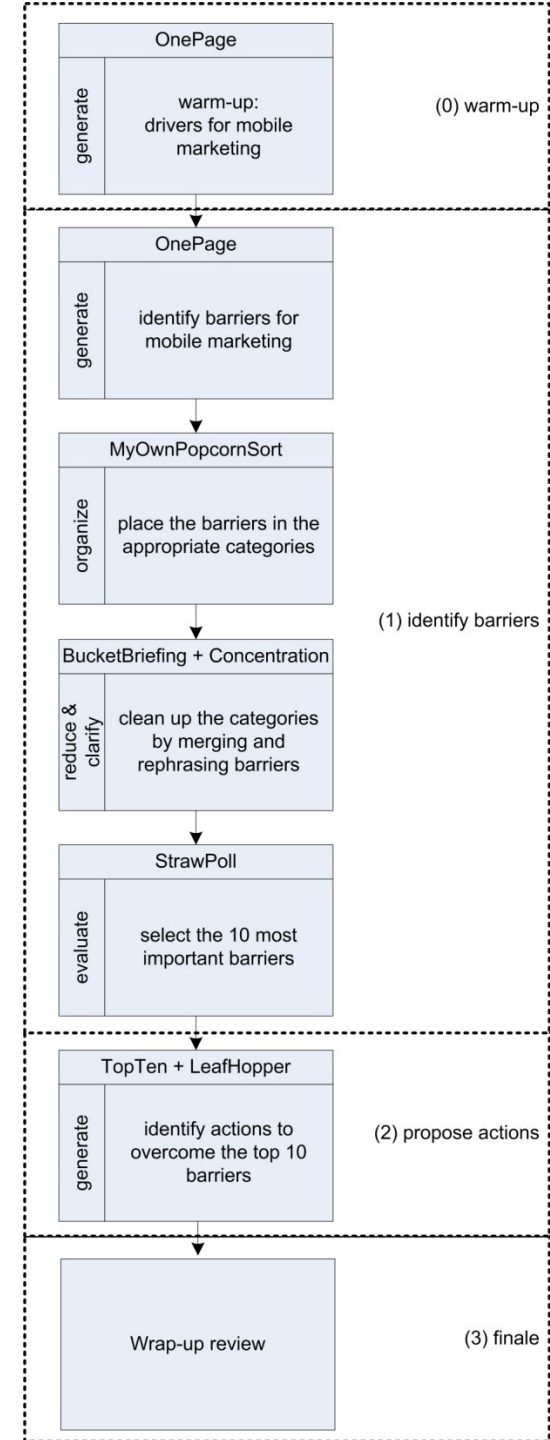 OnePage
generate
warm-up:
drivers for mobile
marketing
(0) warm-up
OnePage
generate
identify barriers for
mobile marketing
MyOwnPopcornSort
organize
place the barriers in the
appropriate categories
(1) identify barriers
BucketBriefing + Concentration
reduce &
clarify
clean up the categories
by merging and
rephrasing barriers
StrawPoll
evaluate
select the 10 most
important barriers
TopTen + LeafHopper
generate
identify actions to
overcome the top 10
barriers
(2) propose actions
Wrap-up review
(3) finale